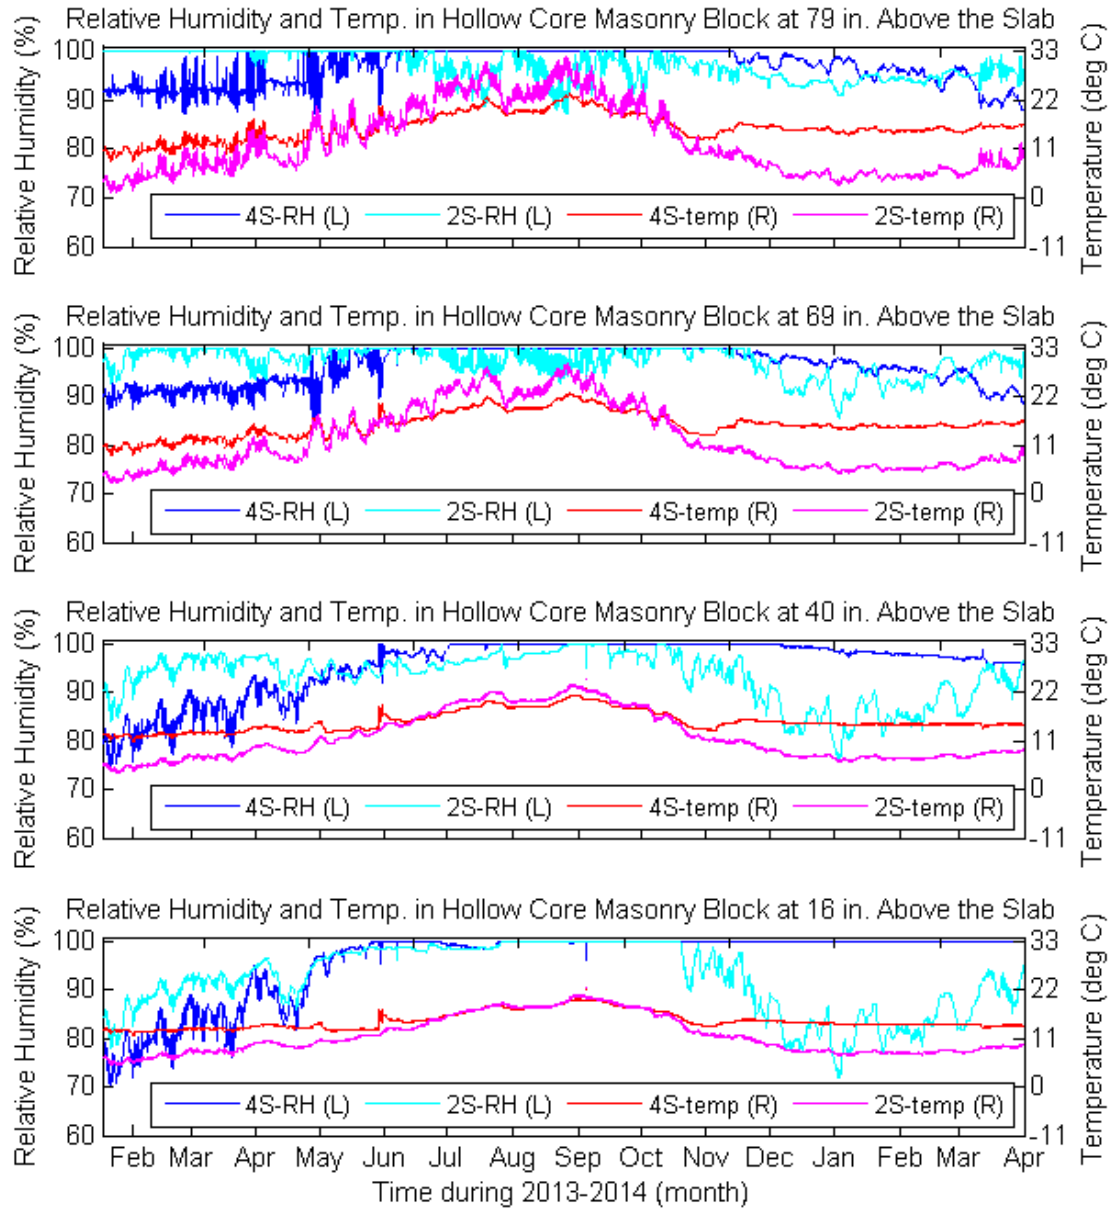 Relative Humidity and Temp. in Hollow Core Masonry Block at 79 in. Above the Slab
Relative Humidity (%)
100
90
80
70
60
33
22
11
0
-11
Temperature (deg C)
4S-RH (L) 2S-RH (L) 4S-temp (R) 2S-temp (R)
Relative Humidity and Temp. in Hollow Core Masonry Block at 69 in. Above the Slab
Relative Humidity (%)
100
90
80
70
60
33
22
11
0
-11
Temperature (deg C)
4S-RH (L) 2S-RH (L) 4S-temp (R) 2S-temp (R)
Relative Humidity and Temp. in Hollow Core Masonry Block at 40 in. Above the Slab
Relative Humidity (%)
100
90
80
70
60
33
22
11
0
-11
Temperature (deg C)
4S-RH (L) 2S-RH (L) 4S-temp (R) 2S-temp (R)
Relative Humidity and Temp. in Hollow Core Masonry Block at 16 in. Above the Slab
Relative Humidity (%)
100
90
80
70
60
33
22
11
0
-11
Temperature (deg C)
4S-RH (L) 2S-RH (L) 4S-temp (R) 2S-temp (R)
Feb Mar Apr May Jun Jul Aug Sep Oct Nov Dec Jan Feb Mar Apr
Time during 2013-2014 (month)